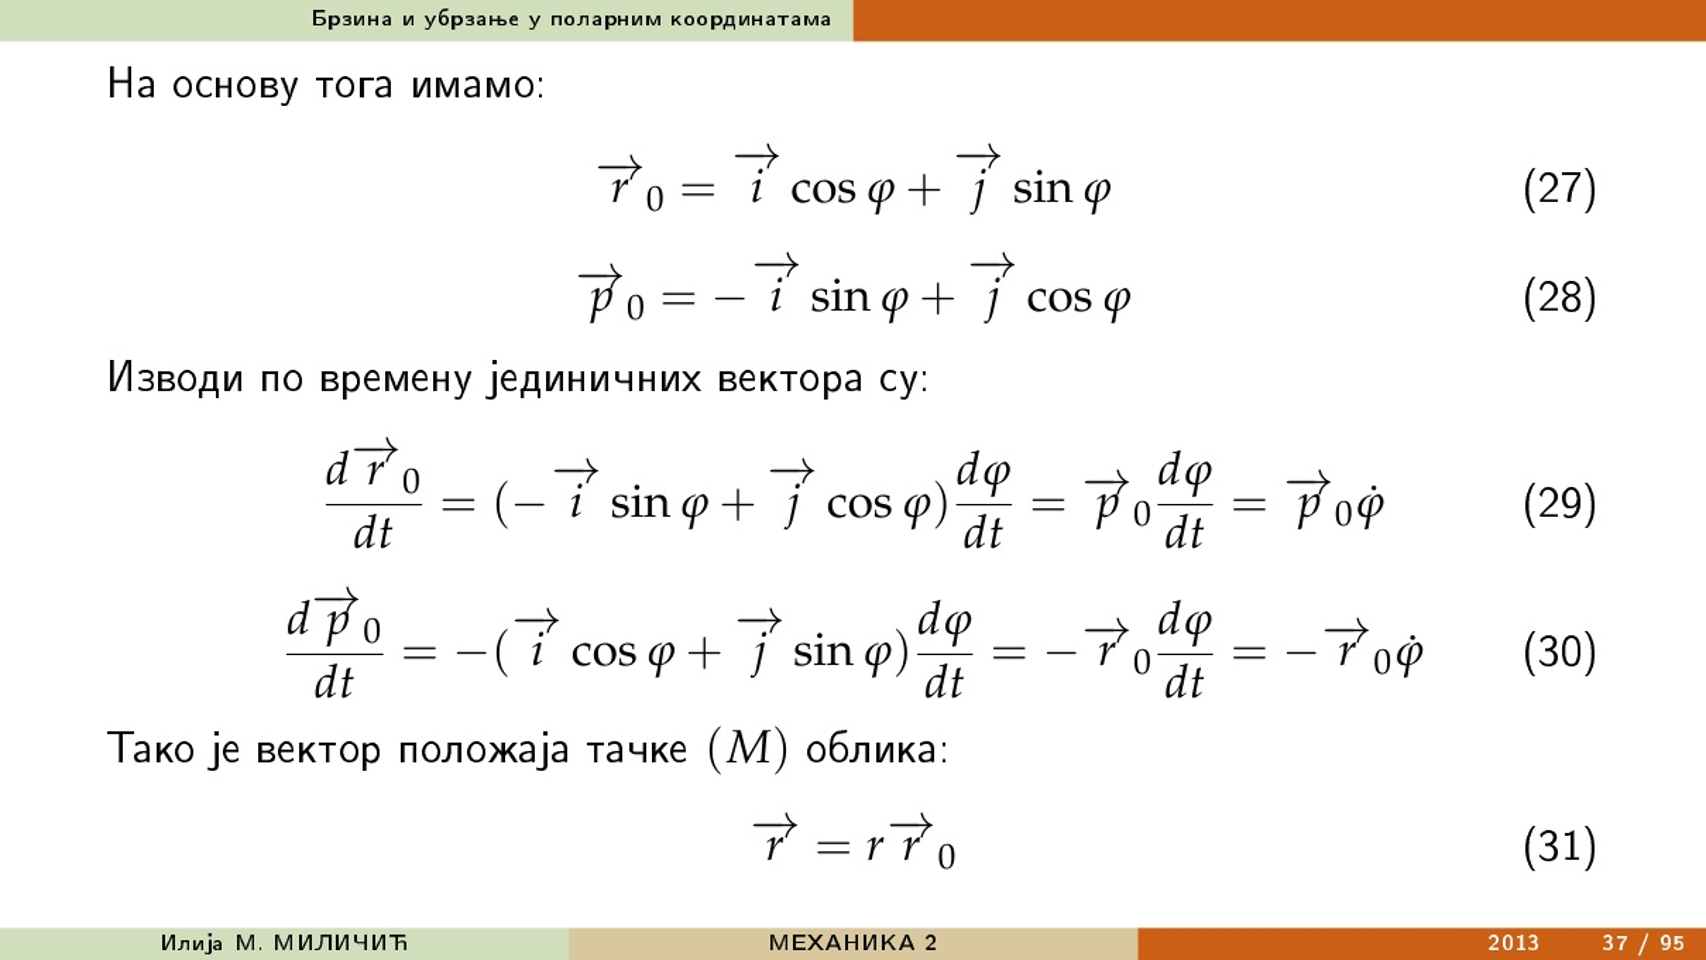 Брзина и убрзање у поларним координатама
На основу тога имамо:
$\overrightarrow{r}_0 = \overrightarrow{i} \cos \varphi + \overrightarrow{j} \sin \varphi$ (27)
$\overrightarrow{p}_0 = -\overrightarrow{i} \sin \varphi + \overrightarrow{j} \cos \varphi$ (28)
Изводи по времену јединичних вектора су:
$\frac{d\overrightarrow{r}_0}{dt} = (-\overrightarrow{i} \sin \varphi + \overrightarrow{j} \cos \varphi)\frac{d\varphi}{dt} = \overrightarrow{p}_0\frac{d\varphi}{dt} = \overrightarrow{p}_0\dot{\varphi}$ (29)
$\frac{d\overrightarrow{p}_0}{dt} = -(\overrightarrow{i} \cos \varphi + \overrightarrow{j} \sin \varphi)\frac{d\varphi}{dt} = -\overrightarrow{r}_0\frac{d\varphi}{dt} = -\overrightarrow{r}_0\dot{\varphi}$ (30)
Тако је вектор положаја тачке (M) облика:
$\overrightarrow{r} = r\overrightarrow{r}_0$ (31)
Илија М. МИЛИЧИЋ МЕХАНИКА 2 2013 37 / 95